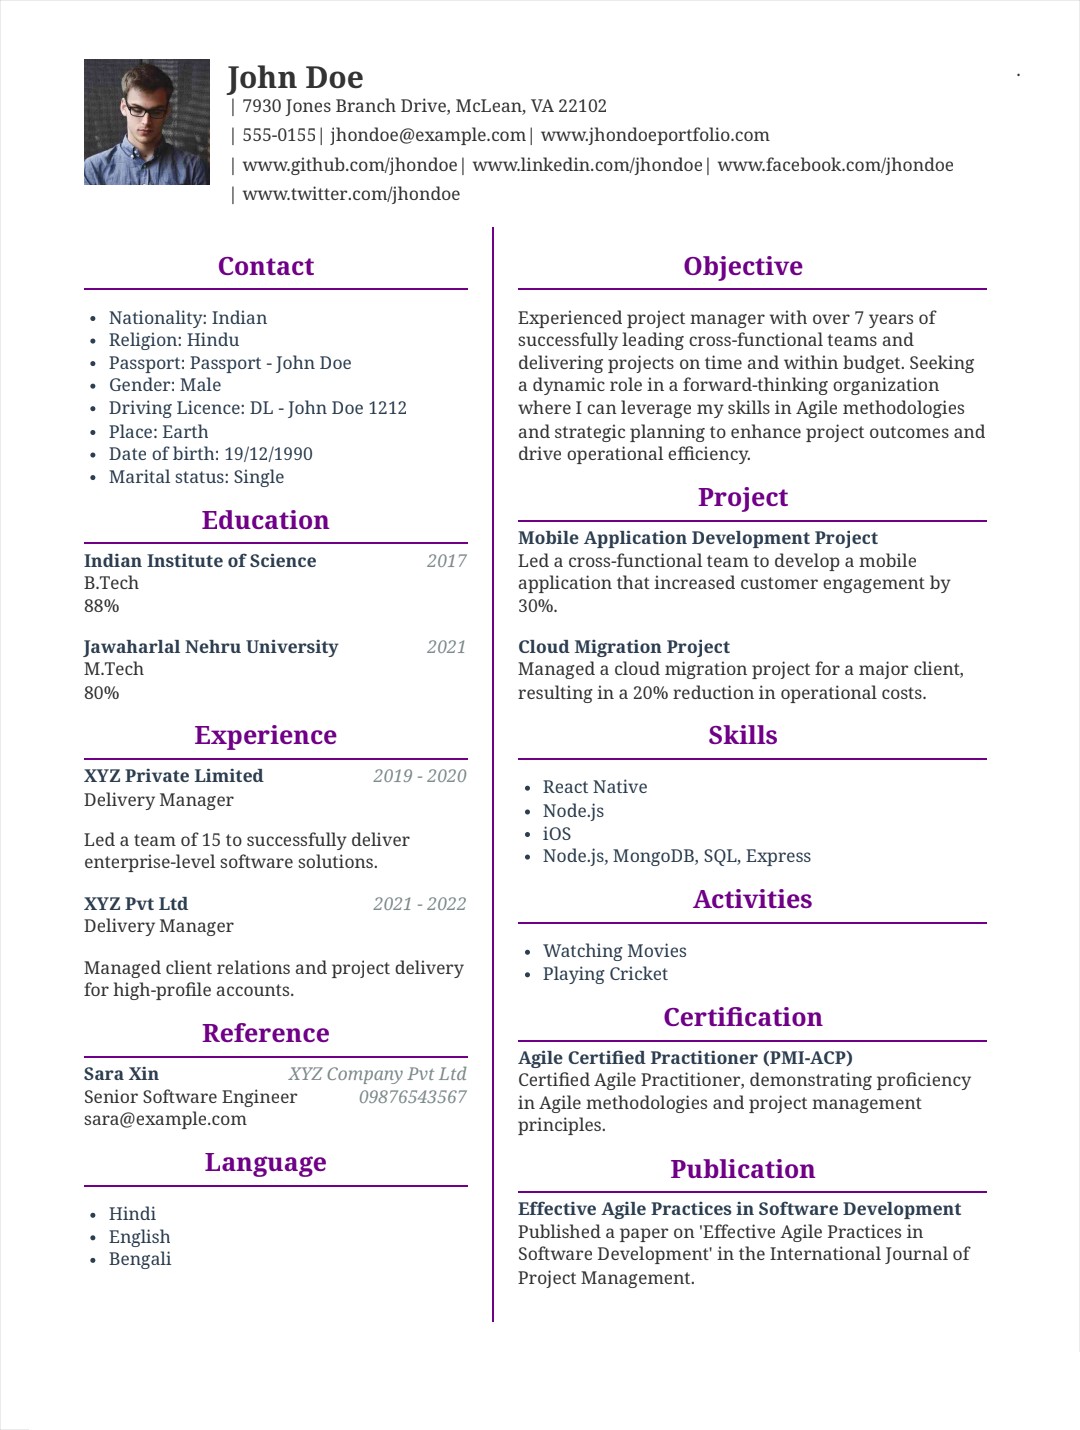 John Doe
| 7930 Jones Branch Drive, McLean, VA 22102
| 555-0155| jhondoe@example.com| www.jhondoeportfolio.com
| www.github.com/jhondoe| www.linkedin.com/jhondoe| www.facebook.com/jhondoe
| www.twitter.com/jhondoe
.
Contact
• Nationality: Indian
• Religion: Hindu
• Passport: Passport - John Doe
• Gender: Male
• Driving Licence: DL - John Doe 1212
• Place: Earth
• Date of birth: 19/12/1990
• Marital status: Single
Education
Indian Institute of Science 2017
B.Tech
88%
Jawaharlal Nehru University 2021
M.Tech
80%
Experience
XYZ Private Limited 2019 - 2020
Delivery Manager
Led a team of 15 to successfully deliver
enterprise-level software solutions.
XYZ Pvt Ltd 2021 - 2022
Delivery Manager
Managed client relations and project delivery
for high-profile accounts.
Reference
Sara Xin XYZ Company Pvt Ltd
Senior Software Engineer 09876543567
sara@example.com
Language
• Hindi
• English
• Bengali
Objective
Experienced project manager with over 7 years of
successfully leading cross-functional teams and
delivering projects on time and within budget. Seeking
a dynamic role in a forward-thinking organization
where I can leverage my skills in Agile methodologies
and strategic planning to enhance project outcomes and
drive operational efficiency.
Project
Mobile Application Development Project
Led a cross-functional team to develop a mobile
application that increased customer engagement by
30%.
Cloud Migration Project
Managed a cloud migration project for a major client,
resulting in a 20% reduction in operational costs.
Skills
• React Native
• Node.js
• iOS
• Node.js, MongoDB, SQL, Express
Activities
• Watching Movies
• Playing Cricket
Certification
Agile Certified Practitioner (PMI-ACP)
Certified Agile Practitioner, demonstrating proficiency
in Agile methodologies and project management
principles.
Publication
Effective Agile Practices in Software Development
Published a paper on 'Effective Agile Practices in
Software Development' in the International Journal of
Project Management.